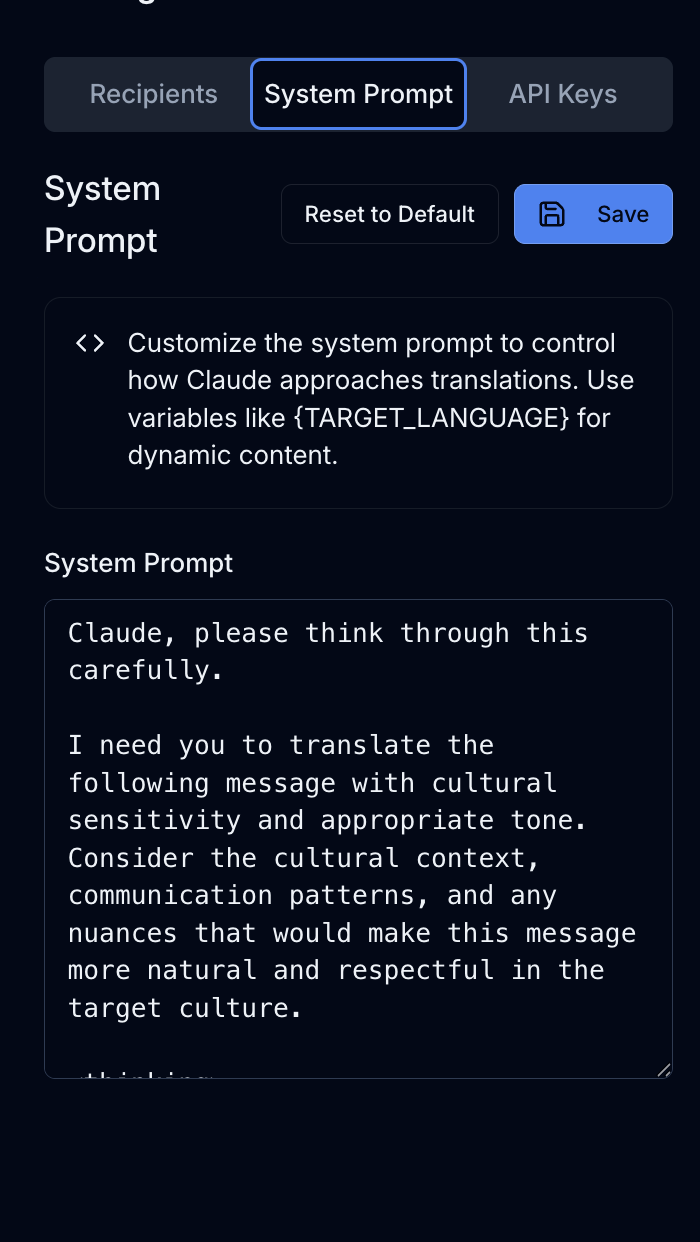 Recipients
System Prompt
API Keys
System
Prompt
Reset to Default
Save
Customize the system prompt to control
how Claude approaches translations. Use
variables like {TARGET_LANGUAGE} for
dynamic content.
System Prompt
Claude, please think through this
carefully.
I need you to translate the
following message with cultural
sensitivity and appropriate tone.
Consider the cultural context,
communication patterns, and any
nuances that would make this message
more natural and respectful in the
target culture.